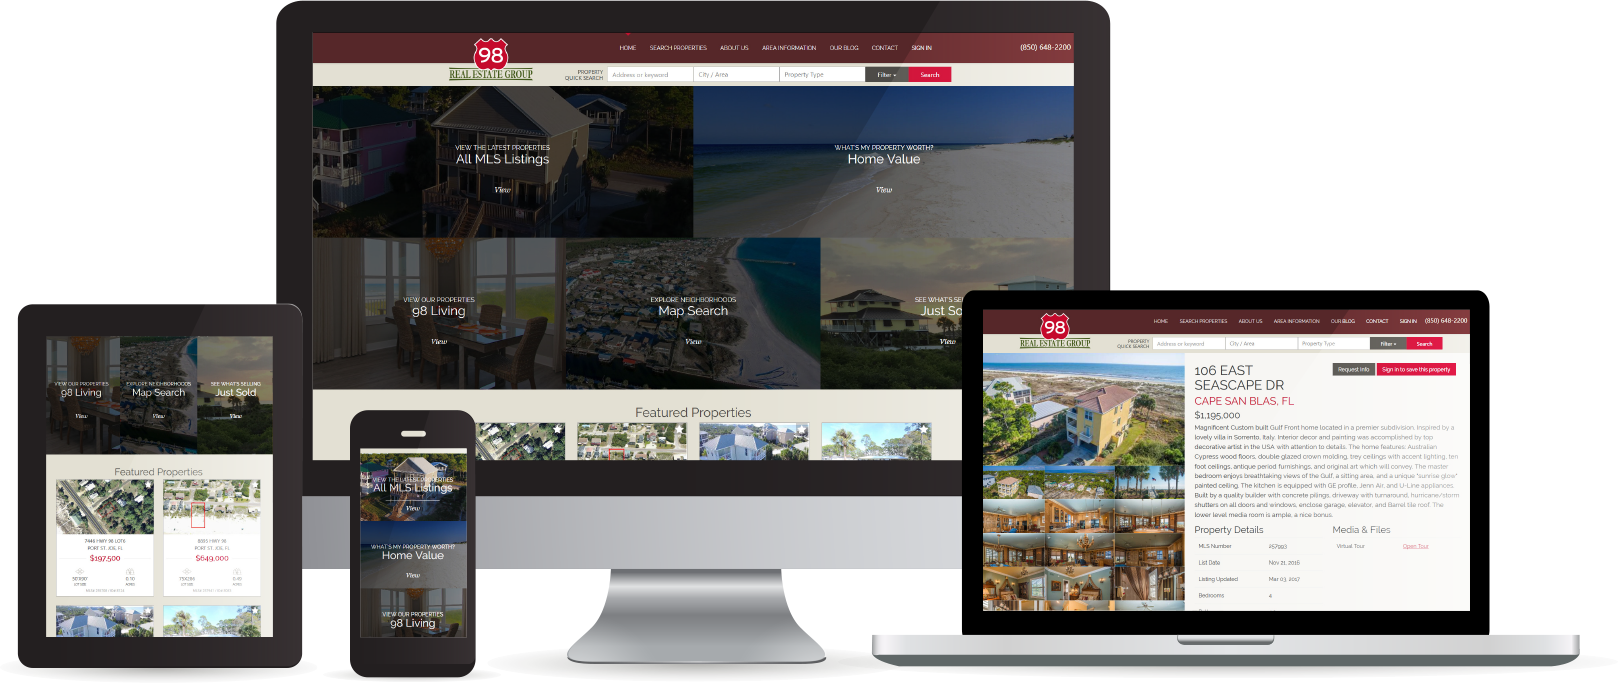 98
REAL ESTATE GROUP
HOME
SEARCH PROPERTIES
ABOUT US
AREA INFORMATION
OUR BLOG
CONTACT
SIGN IN
(850) 648-2200
PROPERTY
QUICK SEARCH
Address or keyword
City / Area
Property Type
Filter +
Search
VIEW THE LATEST PROPERTIES
All MLS Listings
View
WHAT'S MY PROPERTY WORTH?
Home Value
View
VIEW OUR PROPERTIES
98 Living
View
EXPLORE NEIGHBORHOODS
Map Search
View
SEE WHAT'S SE
Just So
View
Featured Properties
VIEW OUR PROPERTIES
98 Living
View
EXPLORE NEIGHBORHOODS
Map Search
View
SEE WHAT'S SELLING
Just Sold
View
Featured Properties
7446 HWY 98 LOT6
PORT ST. JOE, FL
$197,500
LOT SIZE
0.10
ACRES
8035 HWY 98
PORT ST. JOE, FL
$649,000
LOT SIZE
ACRES
VIEW THE LATEST PROPERTIES
All MLS Listings
View
WHAT'S MY PROPERTY WORTH?
Home Value
View
VIEW OUR PROPERTIES
98 Living
98
REAL ESTATE GROUP
HOME
SEARCH PROPERTIES
ABOUT US
AREA INFORMATION
OUR BLOG
CONTACT
SIGN IN
(850) 648-2200
PROPERTY
QUICK SEARCH
Address or keyword
City / Area
Property Type
Filter +
Search
106 EAST
SEASCAPE DR
CAPE SAN BLAS, FL
$1,195,000
Request Info
Sign in to save this property
Magnificent Custom built Gulf Front home located in a premier subdivision. Inspired by a
lovely villa in Sorrento, Italy. Interior decor and painting was accomplished by top
decorative artist in the USA with attention to details. The home features: Australian
Cypress wood floors, double glazed crown molding, trey ceilings with accent lighting, ten
foot ceilings, antique period furnishings, and original art which will convey. The master
bedroom enjoys breathtaking views of the Gulf, a sitting area, and a unique "sunrise glow"
painted ceiling. The kitchen is equipped with GE profile, Jenn Air, and U-Line appliances.
Built by a quality builder with concrete pilings, driveway with turnaround, hurricane/storm
shutters on all doors and windows, enclose garage, elevator, and Barrel tile roof. The
lower level media room is ample, a nice bonus.
Property Details
MLS Number 257993
List Date Nov 21, 2016
Listing Updated Mar 03, 2017
Bedrooms 4
Media & Files
Virtual Tour Open Tour